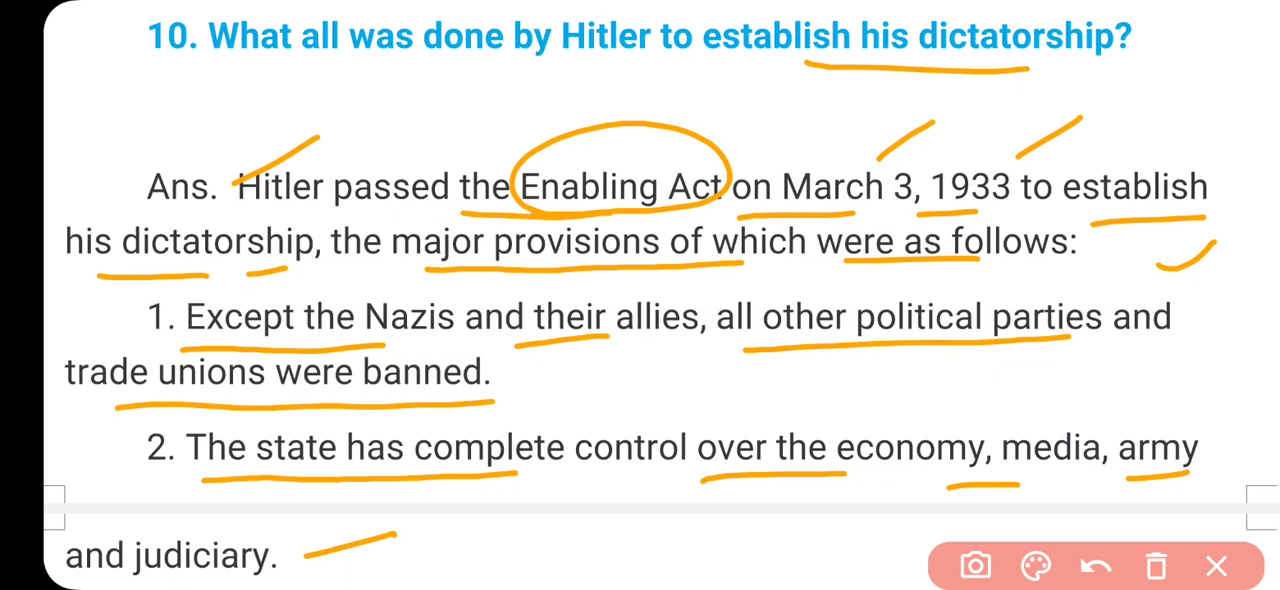 10. What all was done by Hitler to establish his dictatorship?
Ans. Hitler passed the Enabling Act on March 3, 1933 to establish
his dictatorship, the major provisions of which were as follows:
1. Except the Nazis and their allies, all other political parties and
trade unions were banned.
2. The state has complete control over the economy, media, army
and judiciary.